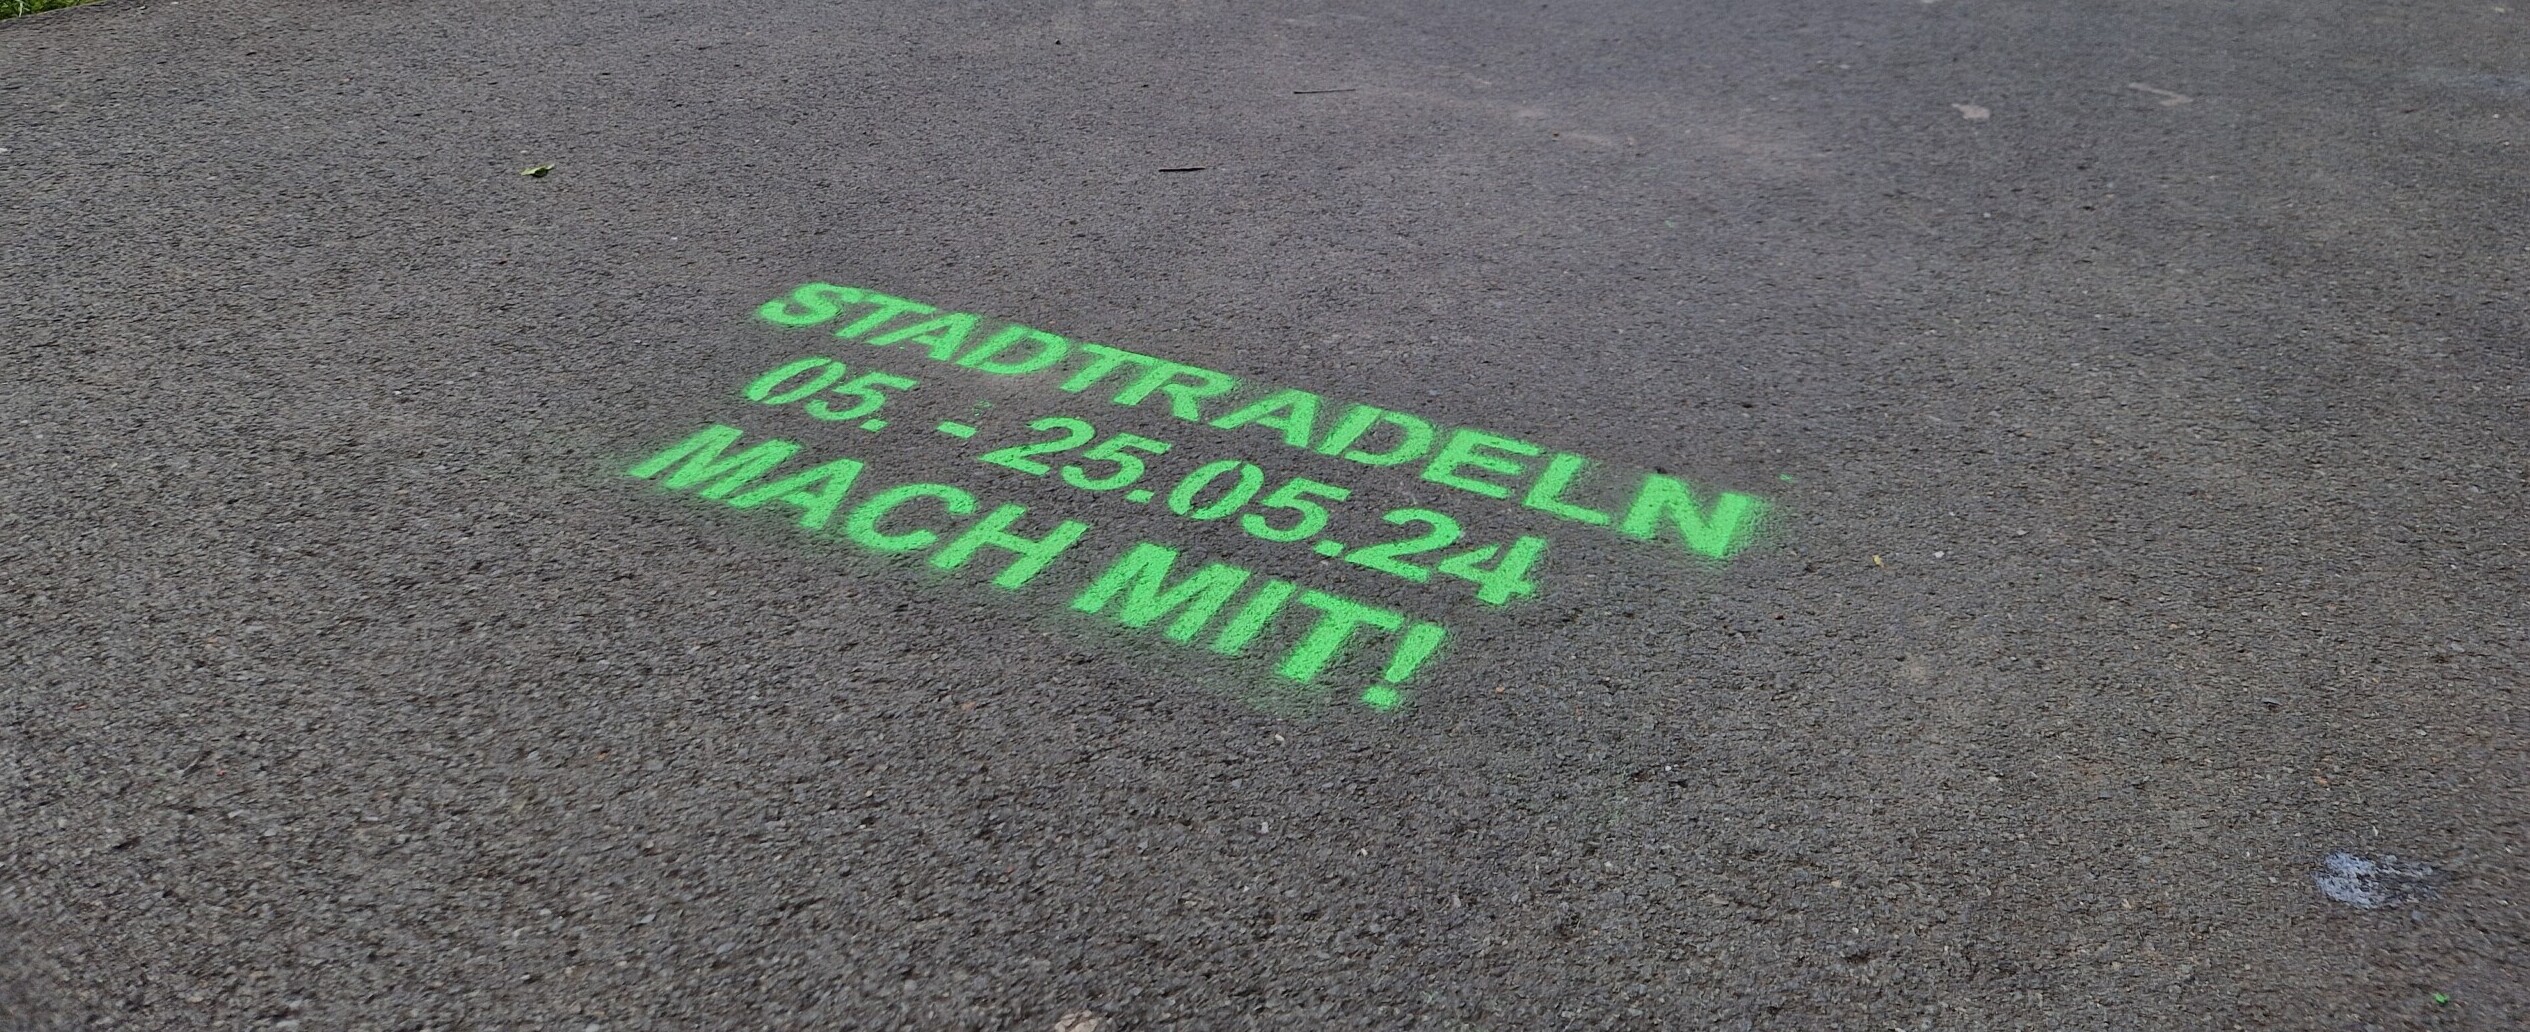 STADTRADELN
05. - 25.05.24
MACH MIT!